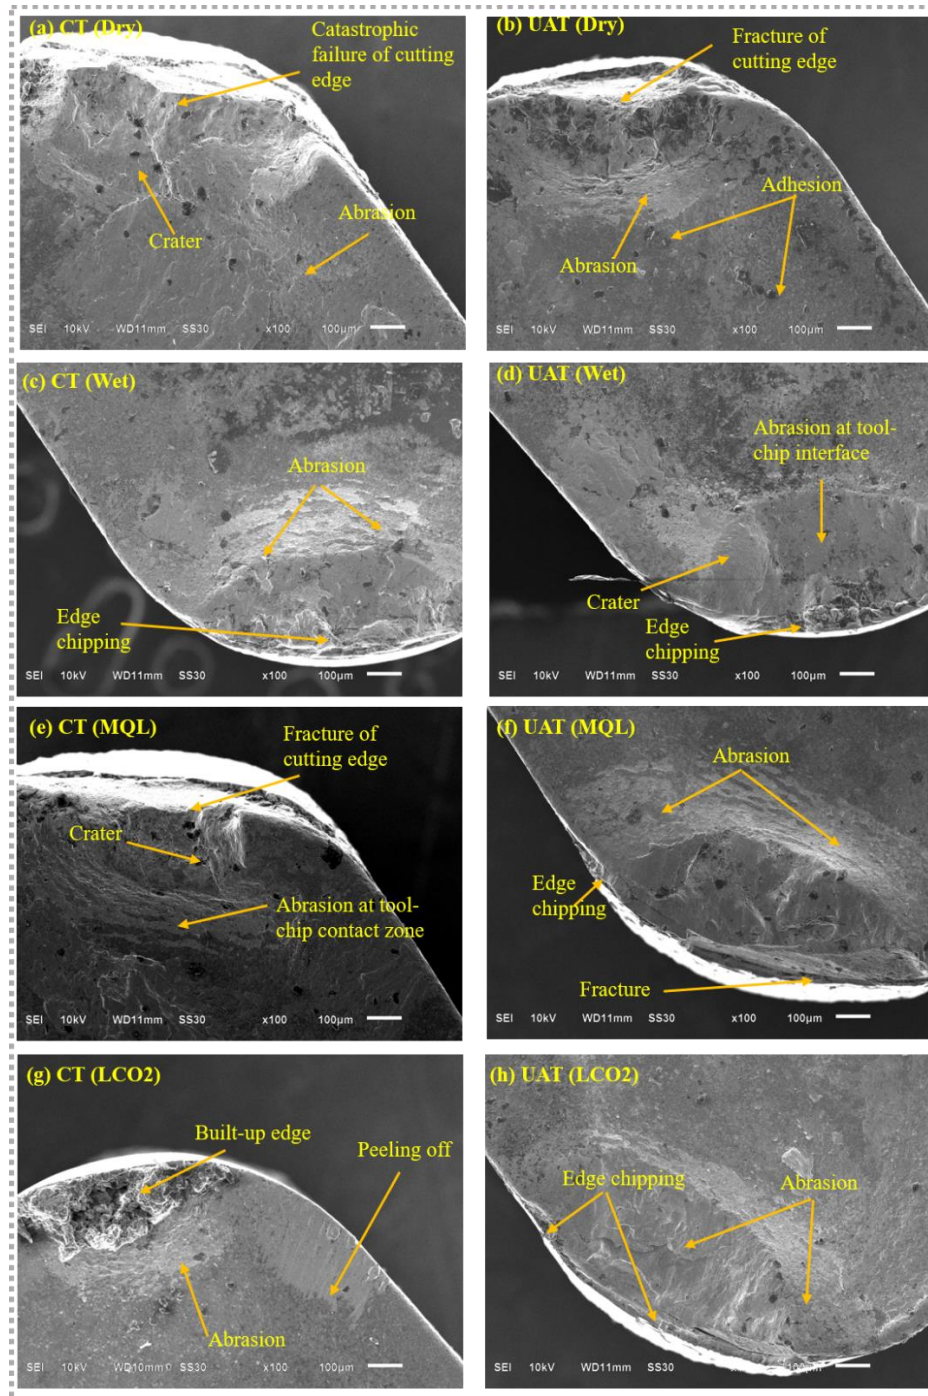 (a) CT (Dry)
Catastrophic
failure of cutting
edge
Abrasion
Crater
SEI 10kV WD11mm SS30 x100 100μm
(b) UAT (Dry)
Fracture of
cutting edge
Adhesion
Abrasion
SEI 10kV WD11mm SS30 x100 100μm
(c) CT (Wet)
Abrasion
Edge
chipping
SEI 10kV WD11mm SS30 x100 100μm
(d) UAT (Wet)
Abrasion at tool-
chip interface
Crater
Edge
chipping
SEI 10kV WD11mm SS30 x100 100μm
(e) CT (MQL)
Fracture of
cutting edge
Crater
Abrasion at tool-
chip contact zone
SEI 10kV WD11mm SS30 x100 100μm
(f) UAT (MQL)
Abrasion
Edge
chipping
Fracture
SEI 10kV WD11mm SS30 x100 100μm
(g) CT (LCO2)
Built-up edge
Peeling off
Abrasion
SEI 10kV WD10mm SS30 x100 100μm
(h) UAT (LCO2)
Edge chipping
Abrasion
SEI 10kV WD11mm SS30 x100 100μm